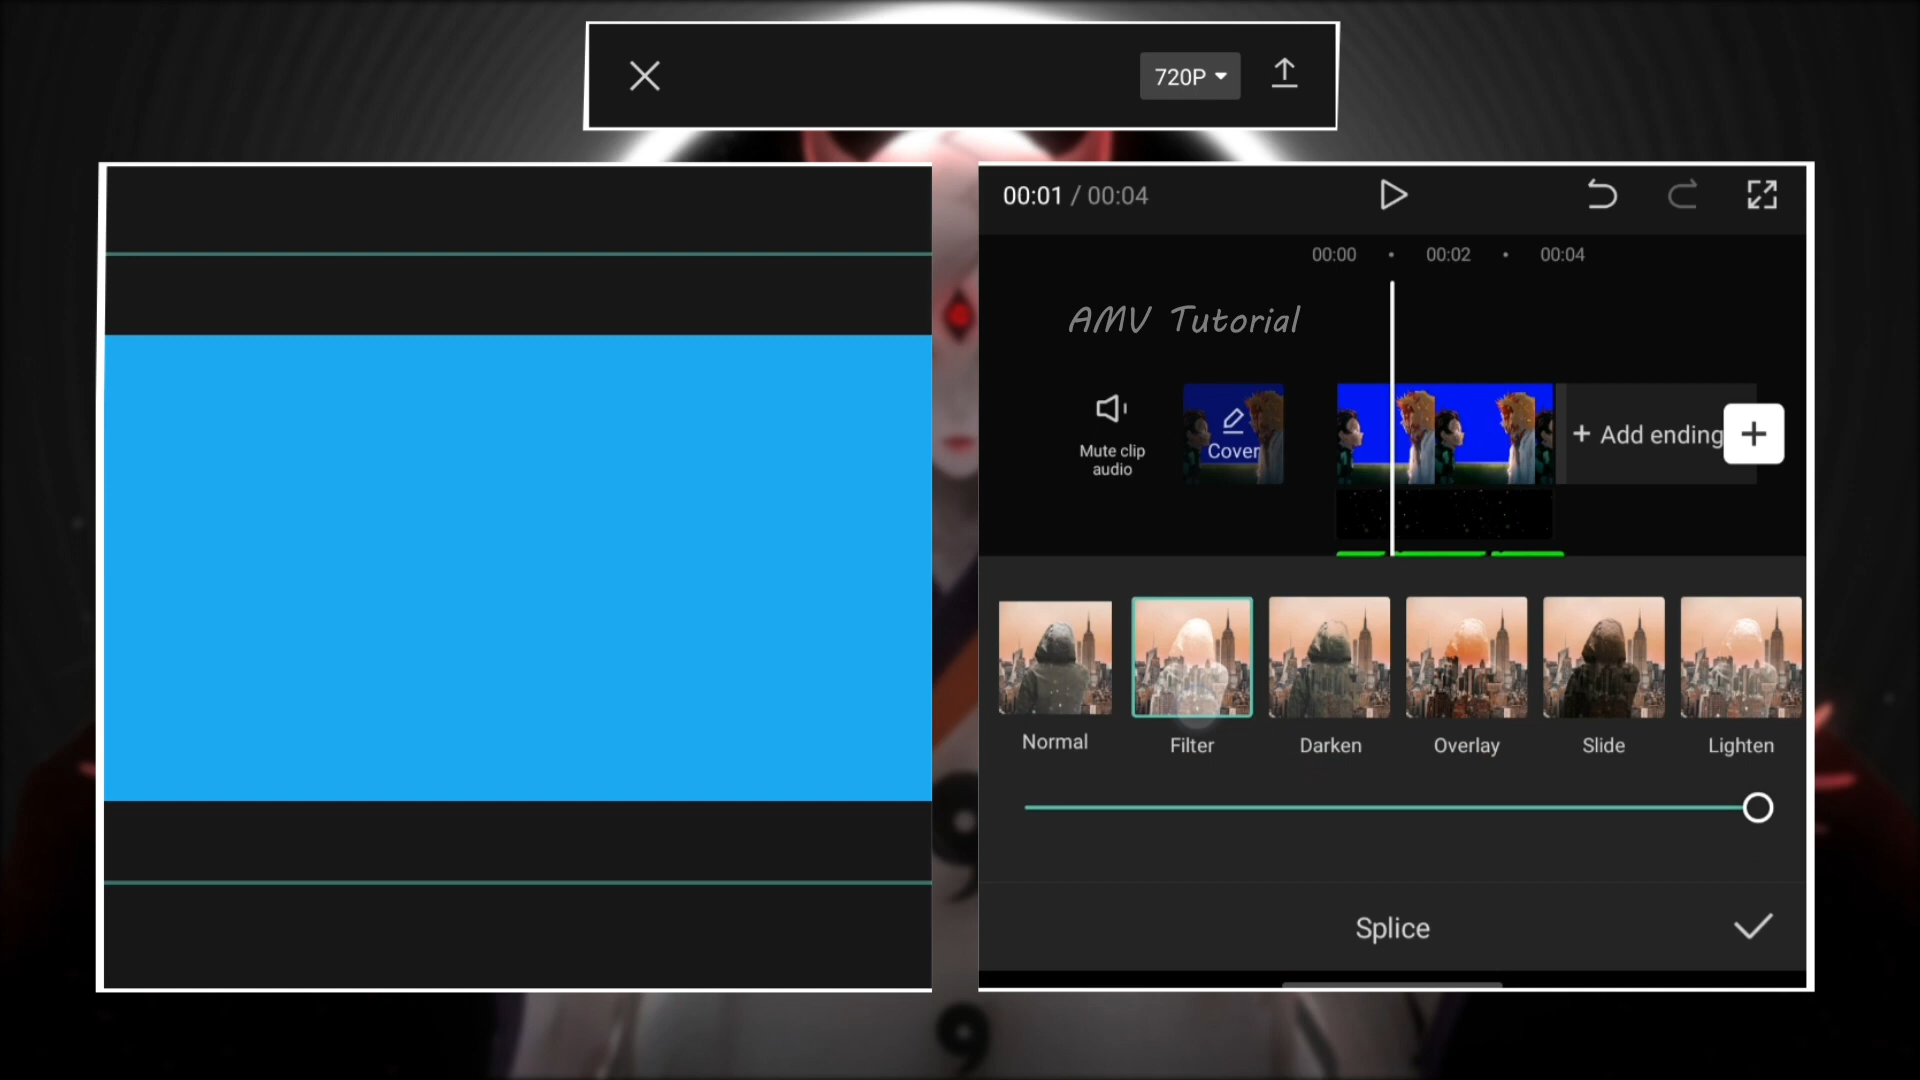 720P
00:01 / 00:04
00:00 • 00:02 • 00:04
AMV Tutorial
Mute clip
audio
Cover
+ Add ending
Normal
Filter
Darken
Overlay
Slide
Lighten
Splice